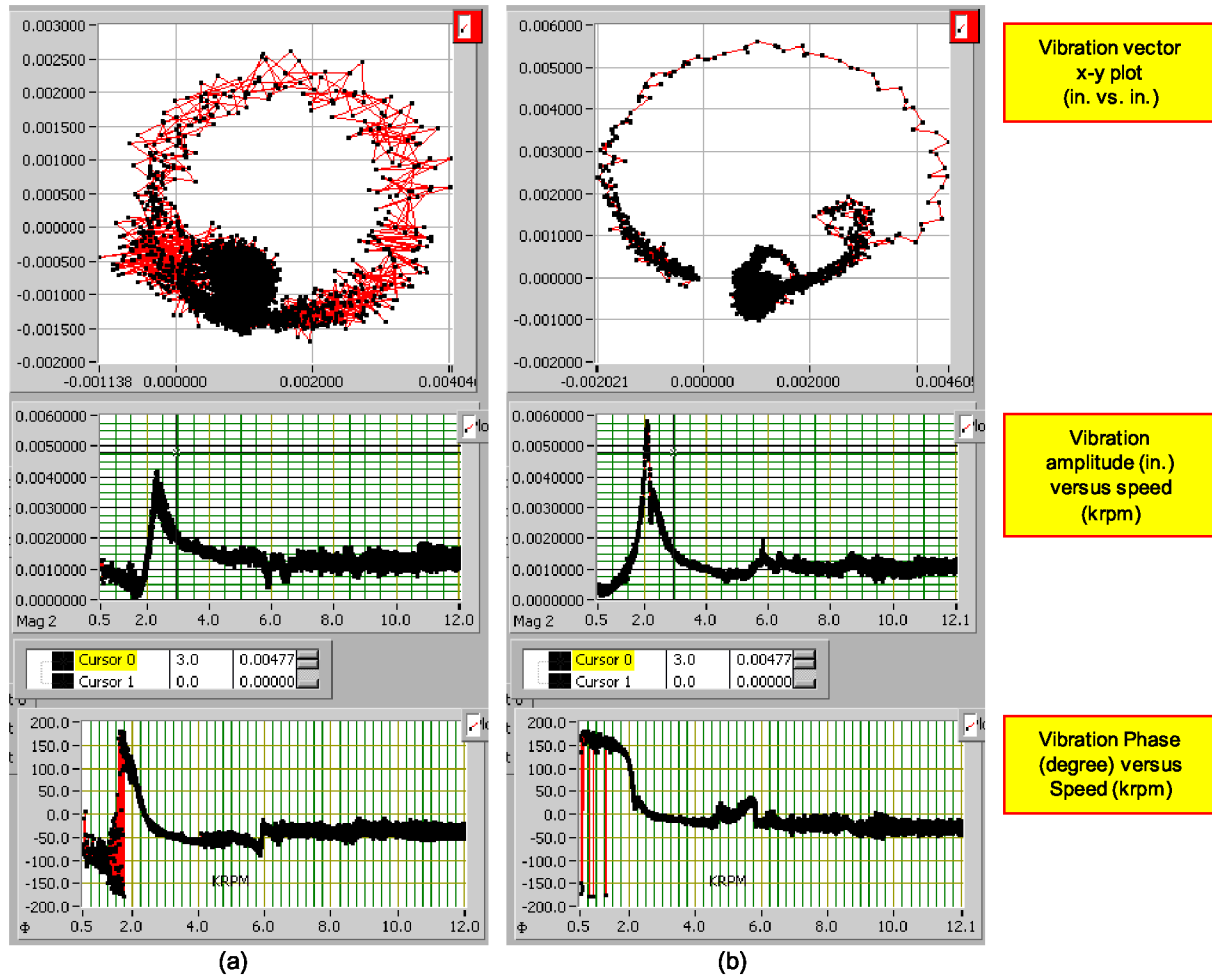 0.003000
0.002500
0.002000
0.001500
0.001000
0.000500
0.000000
-0.000500
-0.001000
-0.001500
-0.002000
-0.001138 0.000000 0.002000
0.006000
0.005000
0.004000
0.003000
0.002000
0.001000
0.000000
-0.001000
-0.002000
-0.002021 0.000000 0.002000
Vibration vector
x-y plot
(in. vs. in.)
0.0060000
0.0050000
0.0040000
0.0030000
0.0020000
0.0010000
0.0000000
Mag 2
0.5 2.0 4.0 6.0 8.0 10.0 12.0
0.0060000
0.0050000
0.0040000
0.0030000
0.0020000
0.0010000
0.0000000
Mag 2
0.5 2.0 4.0 6.0 8.0 10.0 12.1
Vibration
amplitude (in.)
versus speed
(krpm)
Cursor 0 3.0 0.00477
Cursor 1 0.0 0.00000
Cursor 0 3.0 0.00477
Cursor 1 0.0 0.00000
200.0
150.0
100.0
50.0
0.0
-50.0
-100.0
-150.0
-200.0
KRPM
Φ
0.5 2.0 4.0 6.0 8.0 10.0 12.0
200.0
150.0
100.0
50.0
0.0
-50.0
-100.0
-150.0
-200.0
KRPM
Φ
0.5 2.0 4.0 6.0 8.0 10.0 12.1
Vibration Phase
(degree) versus
Speed (krpm)
(a)
(b)